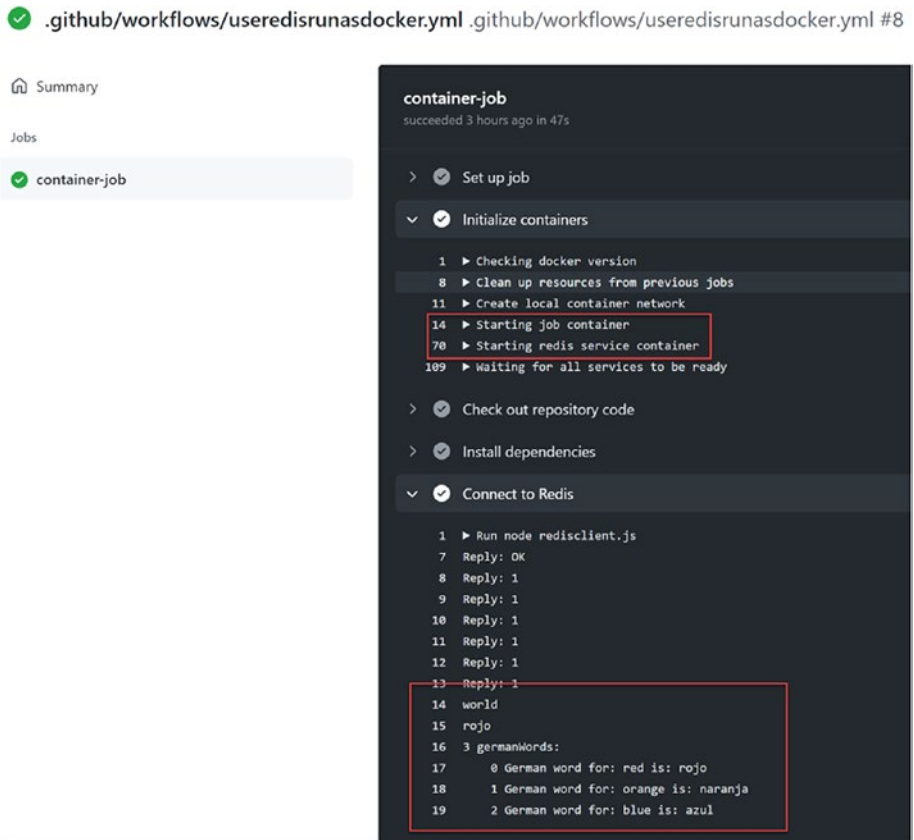 .github/workflows/useredisrunasdocker.yml .github/workflows/useredisrunasdocker.yml #8
Summary
Jobs
container-job
container-job
succeeded 3 hours ago in 47s
Set up job
Initialize containers
1 Checking docker version
8 Clean up resources from previous jobs
11 Create local container network
14 Starting job container
70 Starting redis service container
109 Waiting for all services to be ready
Check out repository code
Install dependencies
Connect to Redis
1 Run node redisclient.js
7 Reply: OK
8 Reply: 1
9 Reply: 1
10 Reply: 1
11 Reply: 1
12 Reply: 1
13 Reply: 1
14 world
15 rojo
16 3 germanWords:
17 0 German word for: red is: rojo
18 1 German word for: orange is: naranja
19 2 German word for: blue is: azul